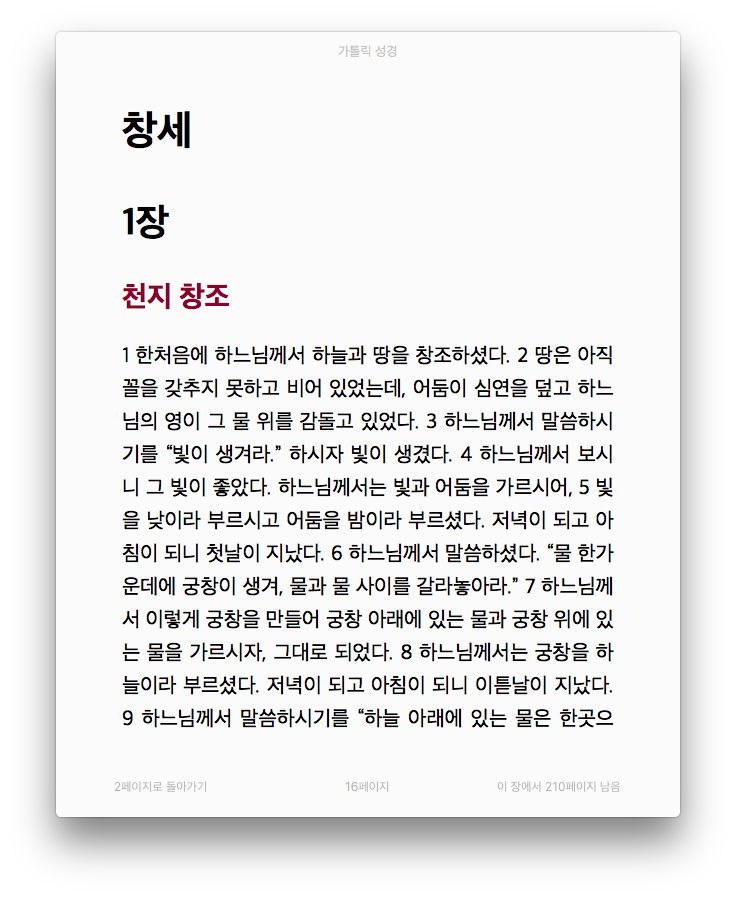 가톨릭 성경
창세
1장
천지 창조
1 한처음에 하느님께서 하늘과 땅을 창조하셨다. 2 땅은 아직
꼴을 갖추지 못하고 비어 있었는데, 어둠이 심연을 덮고 하느
님의 영이 그 물 위를 감돌고 있었다. 3 하느님께서 말씀하시
기를 “빛이 생겨라.” 하시자 빛이 생겼다. 4 하느님께서 보시
니 그 빛이 좋았다. 하느님께서는 빛과 어둠을 가르시어, 5 빛
을 낮이라 부르시고 어둠을 밤이라 부르셨다. 저녁이 되고 아
침이 되니 첫날이 지났다. 6 하느님께서 말씀하셨다. “물 한가
운데에 궁창이 생겨, 물과 물 사이를 갈라놓아라.” 7 하느님께
서 이렇게 궁창을 만들어 궁창 아래에 있는 물과 궁창 위에 있
는 물을 가르시자, 그대로 되었다. 8 하느님께서는 궁창을 하
늘이라 부르셨다. 저녁이 되고 아침이 되니 이튿날이 지났다.
9 하느님께서 말씀하시기를 “하늘 아래에 있는 물은 한곳으
2페이지로 돌아가기 16페이지 이 장에서 210페이지 남음